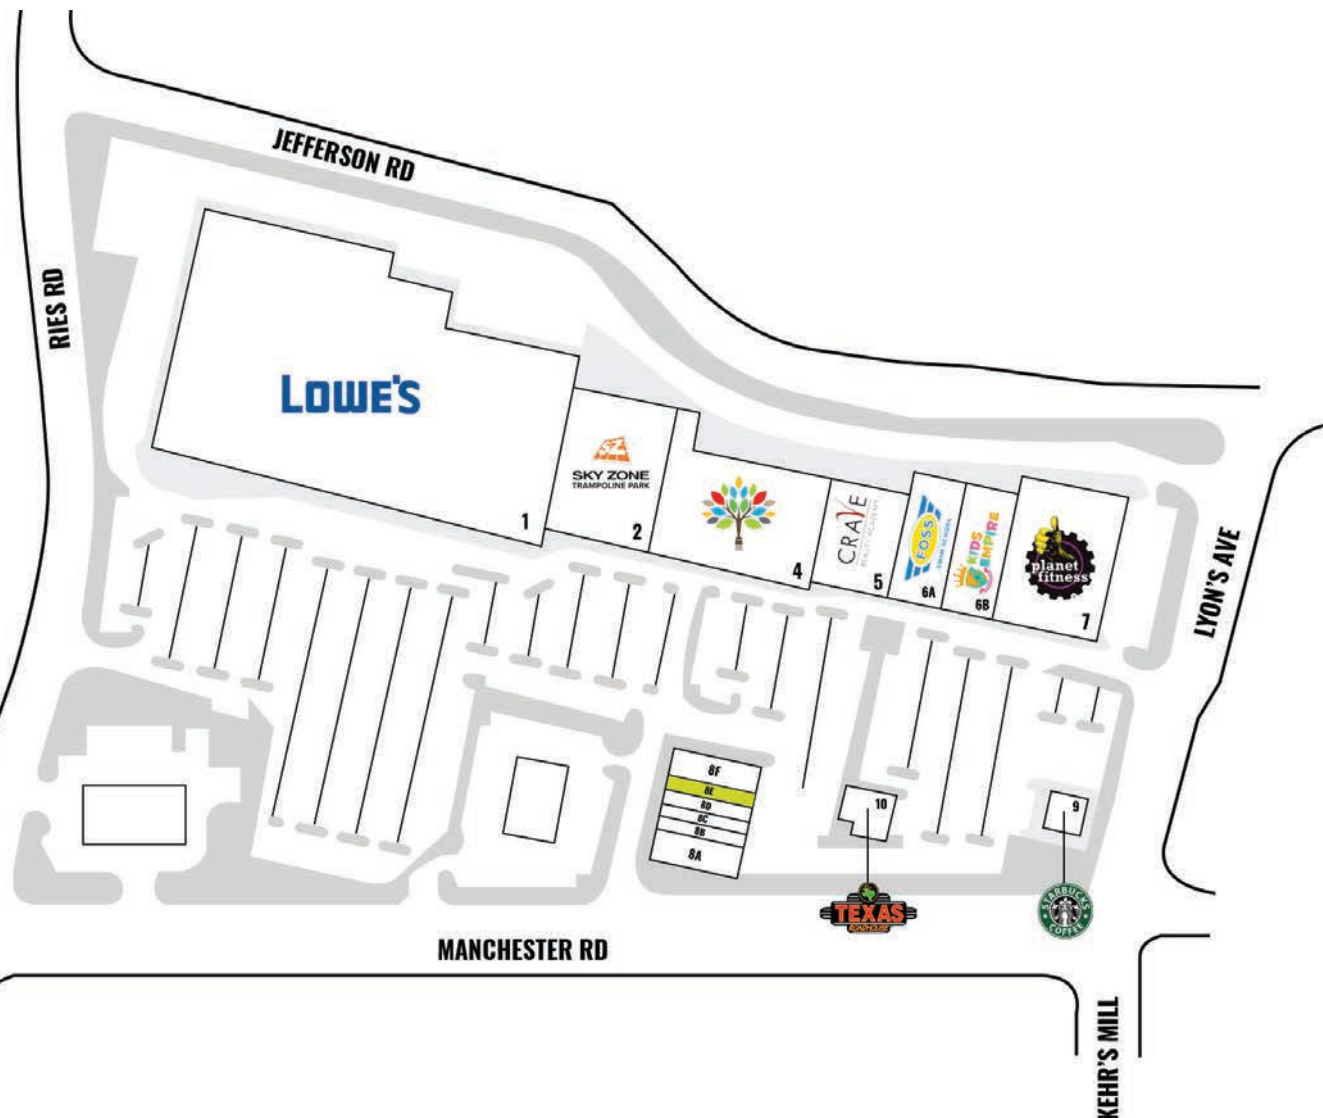 JEFFERSON RD
RIES RD
LOWE'S
1
SZ
SKY ZONE
TRAMPOLINE PARK
2
4
CRAVE
BEAUTY ACADEMY
5
FOSS
SWIM SCHOOL
6A
KIDS
EMPIRE
6B
planet
fitness
7
LYON'S AVE
8F
8E
8D
8C
8B
8A
10
9
TEXAS
ROADHOUSE
STARBUCKS
COFFEE
MANCHESTER RD
KEHR'S MILL